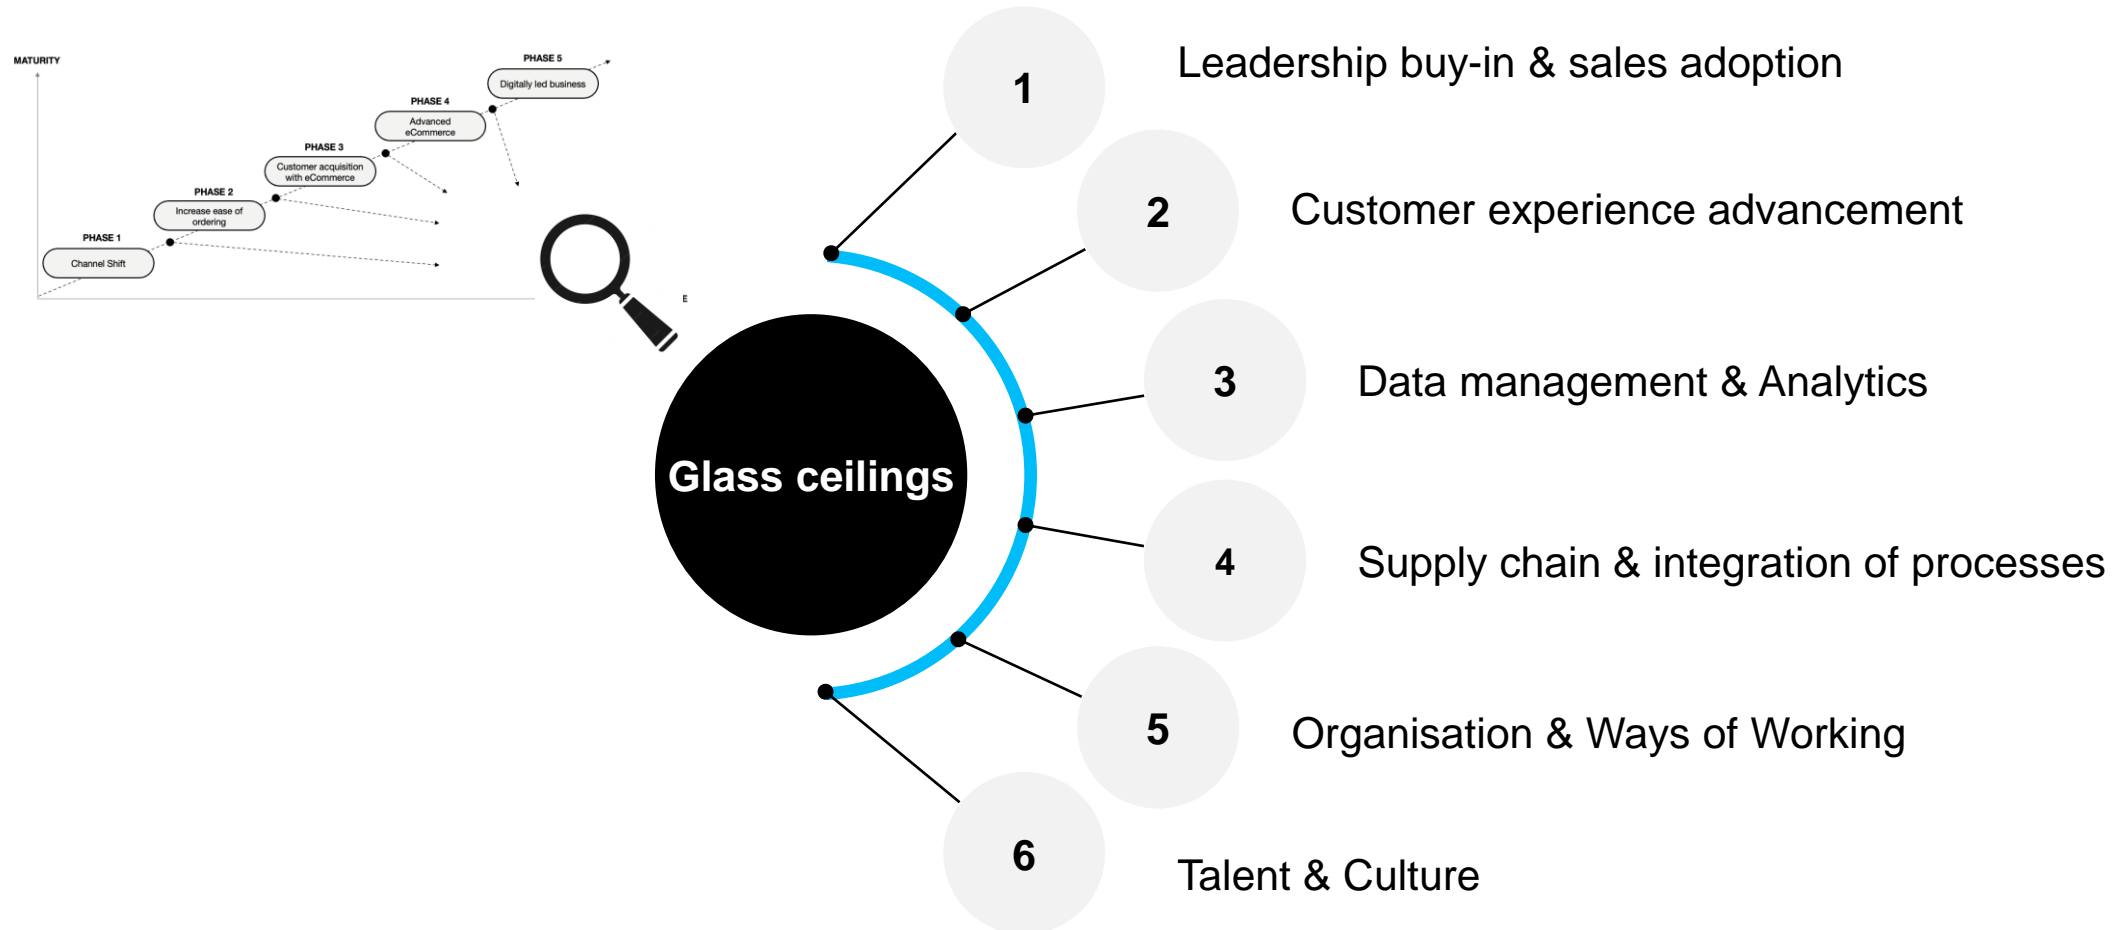 MATURITY
PHASE 5
Digitally led business
PHASE 4
Advanced
eCommerce
PHASE 3
Customer acquisition
with eCommerce
PHASE 2
Increase ease of
ordering
PHASE 1
Channel Shift
E
Glass ceilings
1
Leadership buy-in & sales adoption
2
Customer experience advancement
3
Data management & Analytics
4
Supply chain & integration of processes
5
Organisation & Ways of Working
6
Talent & Culture